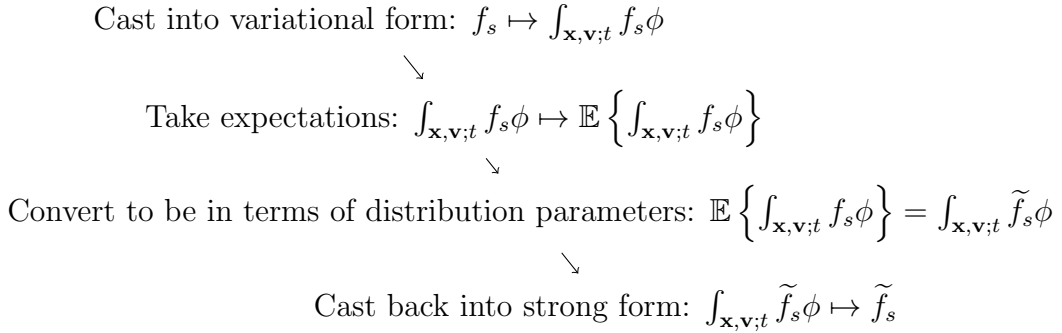 Cast into variational form: $f_s \mapsto \int_{\mathbf{x},\mathbf{v};t} f_s \phi$
↘
Take expectations: $\int_{\mathbf{x},\mathbf{v};t} f_s \phi \mapsto \mathbb{E}\left\{\int_{\mathbf{x},\mathbf{v};t} f_s \phi\right\}$
↘
Convert to be in terms of distribution parameters: $\mathbb{E}\left\{\int_{\mathbf{x},\mathbf{v};t} f_s \phi\right\} = \int_{\mathbf{x},\mathbf{v};t} \widetilde{f}_s \phi$
↘
Cast back into strong form: $\int_{\mathbf{x},\mathbf{v};t} \widetilde{f}_s \phi \mapsto \widetilde{f}_s$